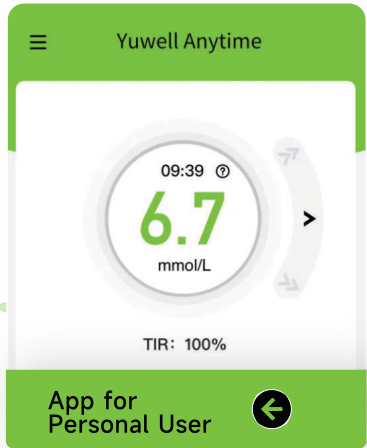 Yuwell Anytime
09:39
6.7
mmol/L
TIR: 100%
App for
Personal User